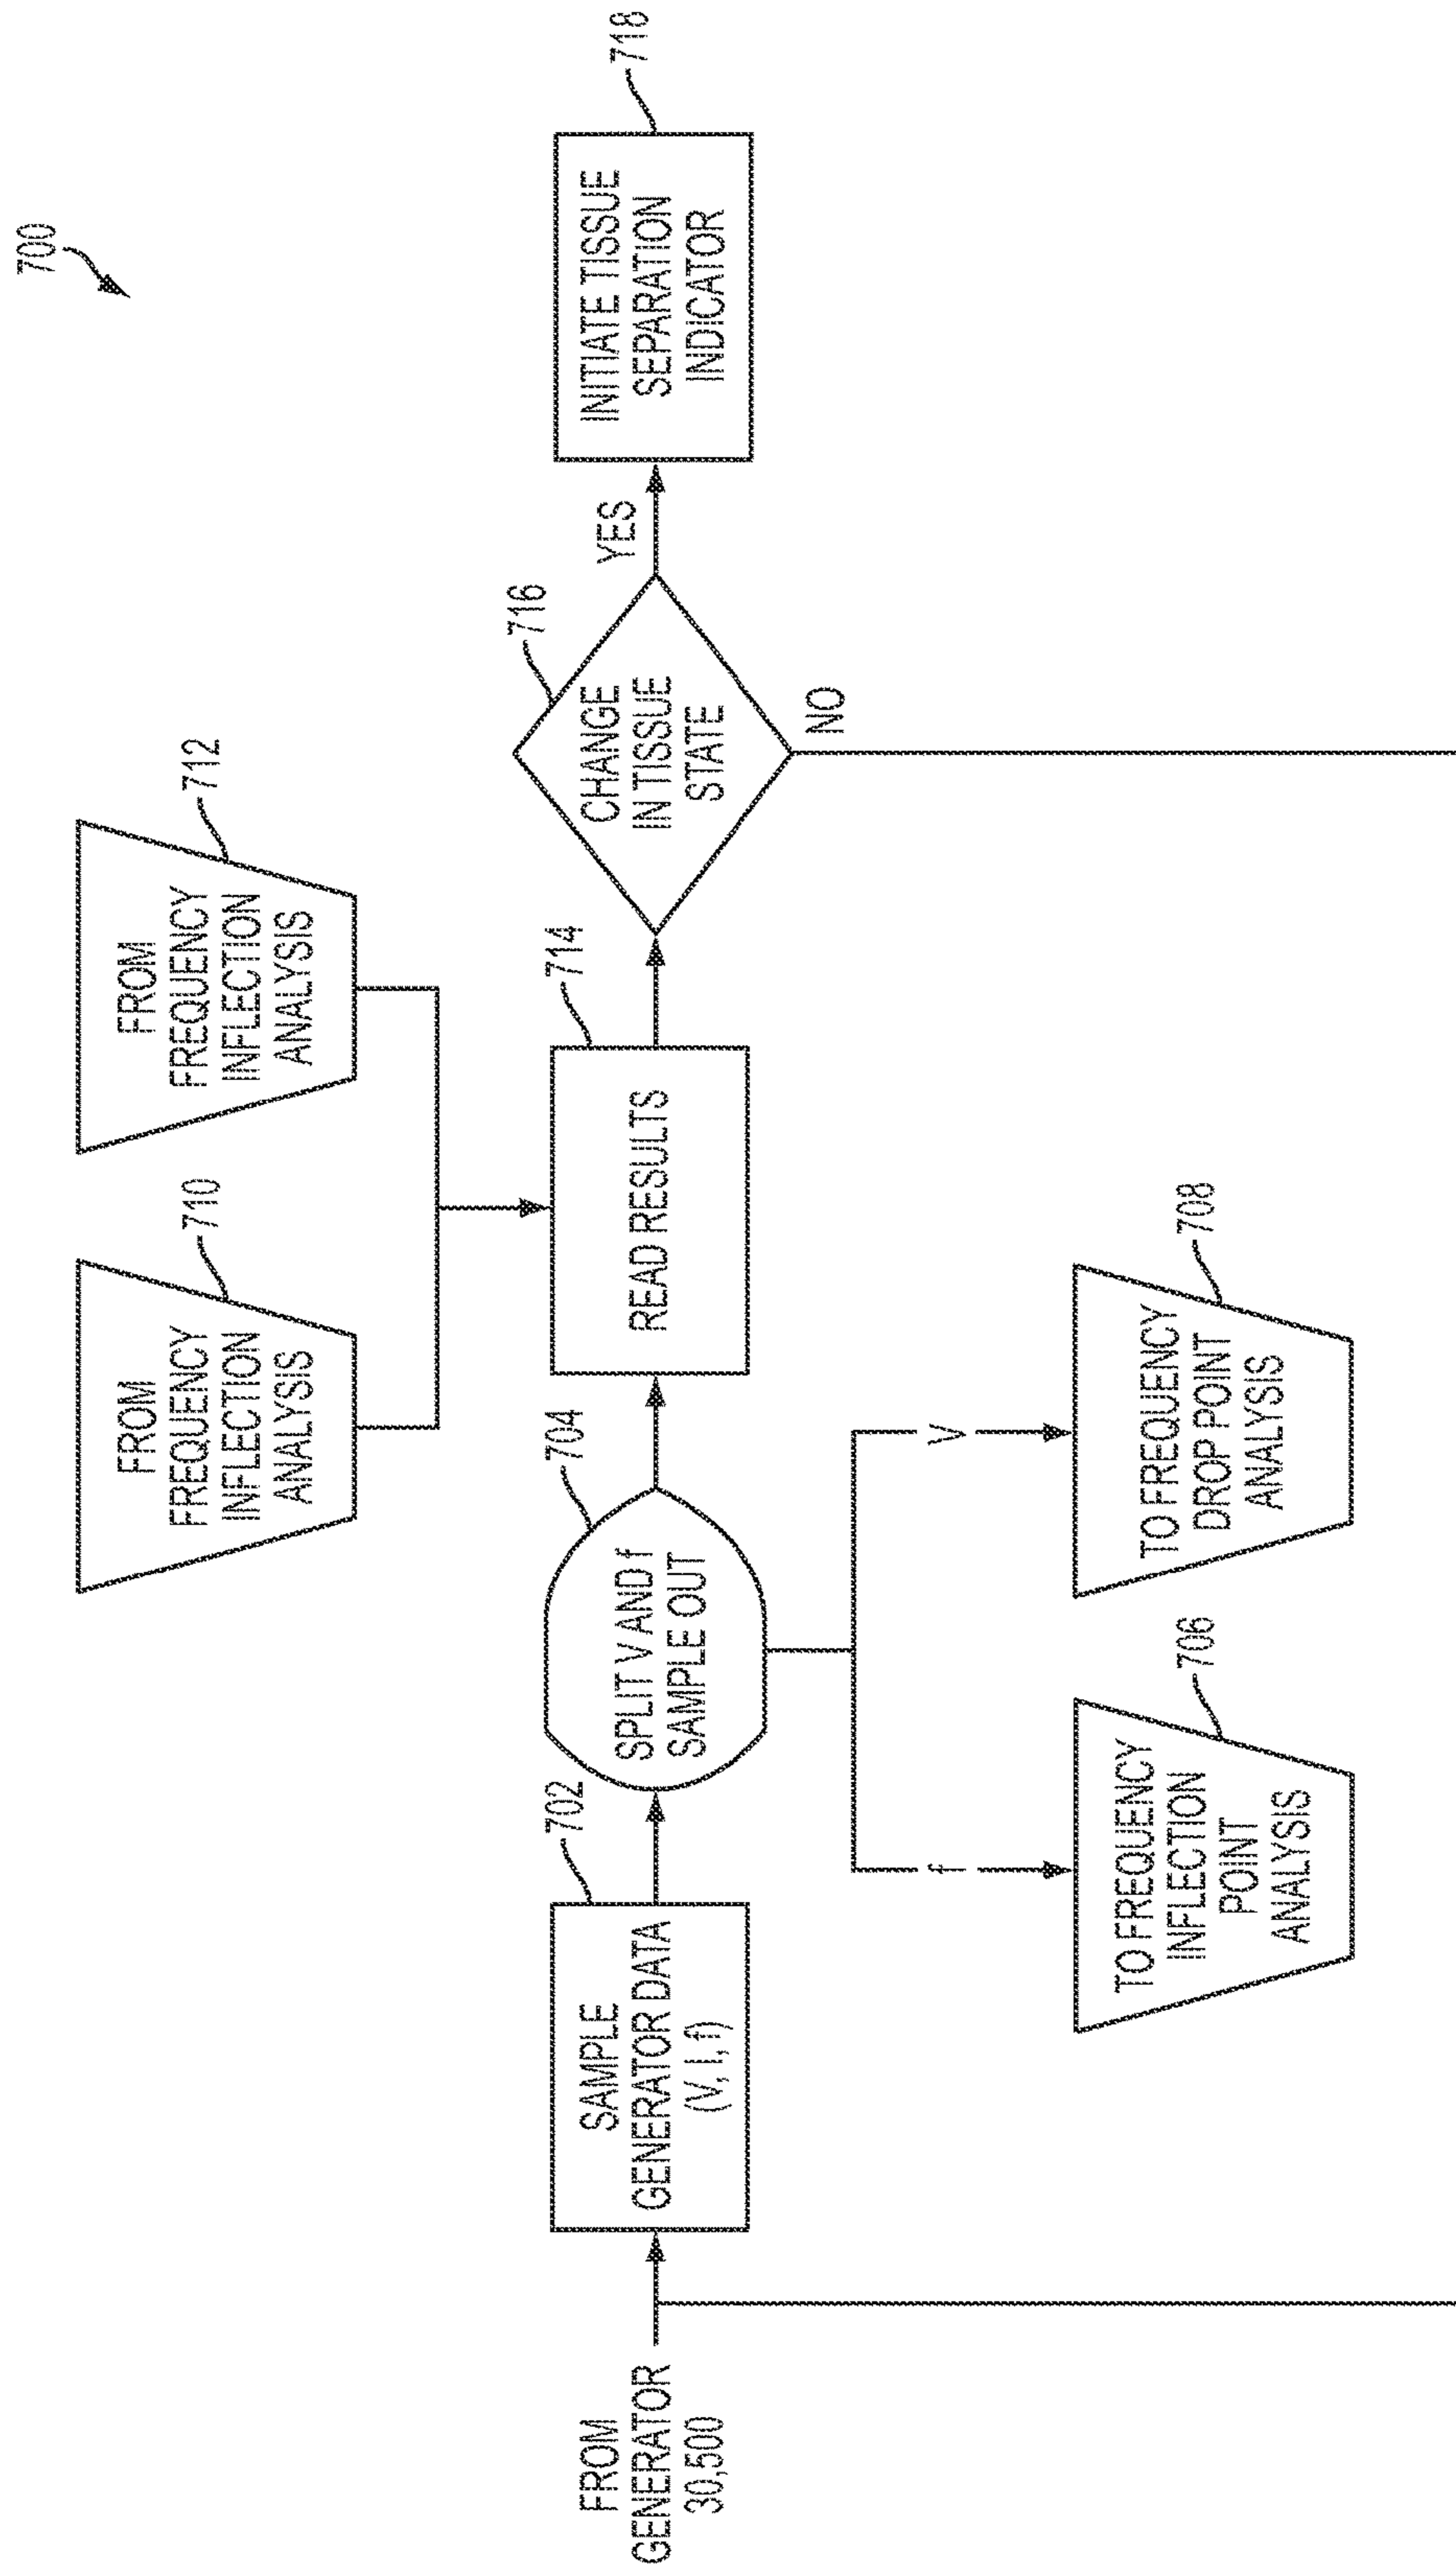 700
FROM
FREQUENCY
INFLECTION
ANALYSIS
710
FROM
FREQUENCY
INFLECTION
ANALYSIS
712
FROM
GENERATOR
30,500
SAMPLE
GENERATOR DATA
(V, I, f)
702
SPLIT V AND f
SAMPLE OUT
704
READ RESULTS
714
CHANGE
IN TISSUE
STATE
716
YES
NO
INITIATE TISSUE
SEPARATION
INDICATOR
718
f
V
TO FREQUENCY
INFLECTION
POINT
ANALYSIS
706
TO FREQUENCY
DROP POINT
ANALYSIS
708